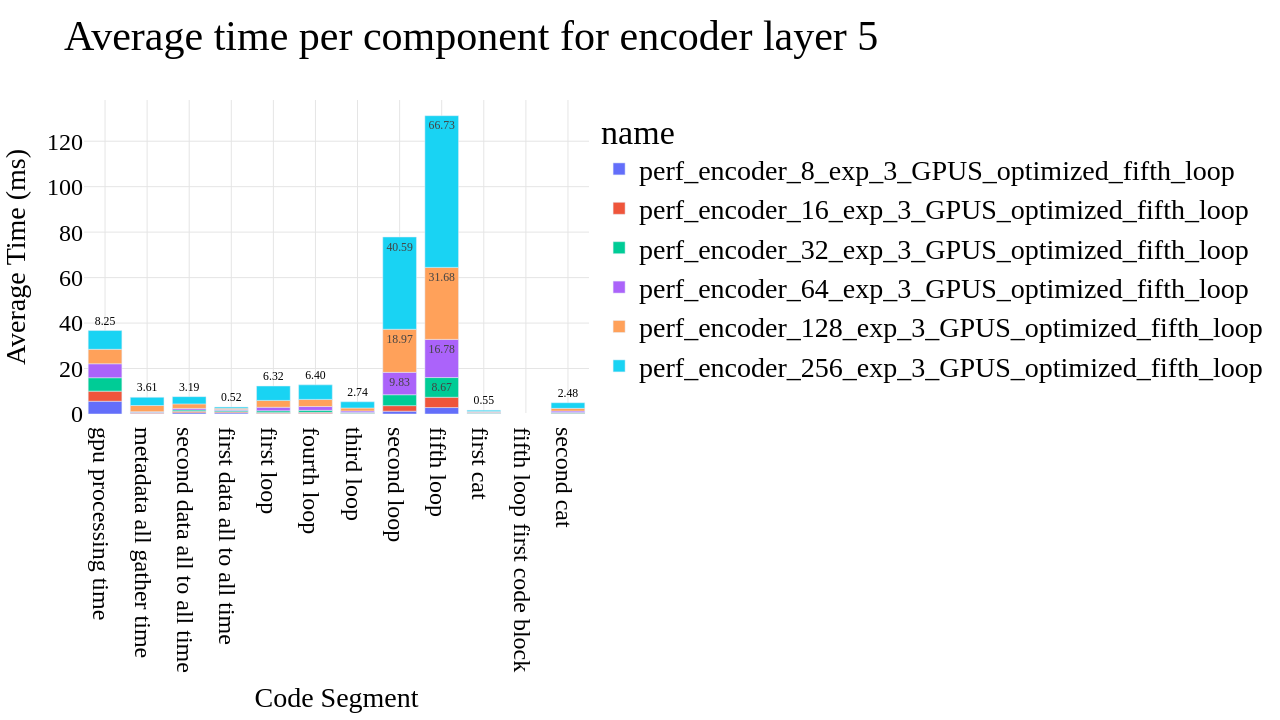 Average time per component for encoder layer 5
Average Time (ms)
120
100
80
60
40
20
0
8.25
3.61
3.19
0.52
6.32
6.40
2.74
40.59
18.97
9.83
66.73
31.68
16.78
8.67
0.55
2.48
gpu processing time
metadata all gather time
second data all to all time
first data all to all time
first loop
fourth loop
third loop
second loop
fifth loop
first cat
fifth loop first code block
second cat
Code Segment
name
perf_encoder_8_exp_3_GPUS_optimized_fifth_loop
perf_encoder_16_exp_3_GPUS_optimized_fifth_loop
perf_encoder_32_exp_3_GPUS_optimized_fifth_loop
perf_encoder_64_exp_3_GPUS_optimized_fifth_loop
perf_encoder_128_exp_3_GPUS_optimized_fifth_loop
perf_encoder_256_exp_3_GPUS_optimized_fifth_loop